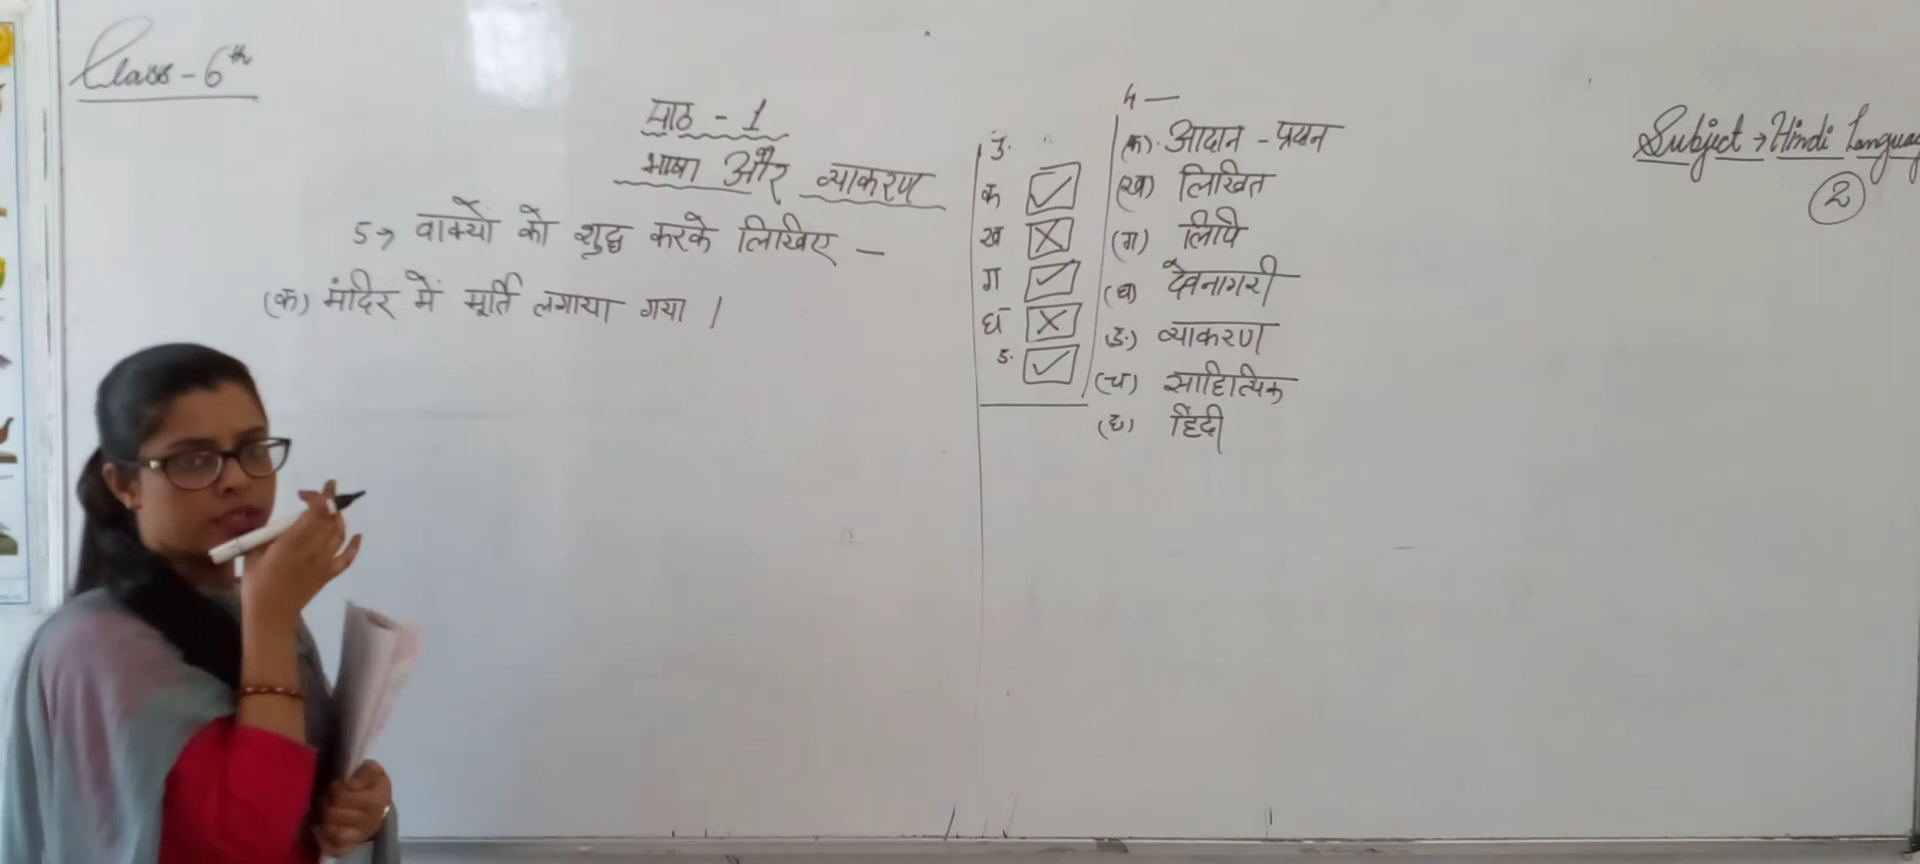 Class - 6th
पाठ - 1
भाषा और व्याकरण
5→ वाक्यों को शुद्ध करके लिखिए –
(क) मंदिर में मूर्ति लगाया गया ।
3.
क ✓
ख ✗
ग ✓
घ ✗
ङ ✓
4 —
(क). आदान - प्रदान
(ख) लिखित
(ग) लिपि
(घ) देवनागरी
(ङ) व्याकरण
(च) साहित्यिक
(छ) हिंदी
Subject → Hindi Language
2